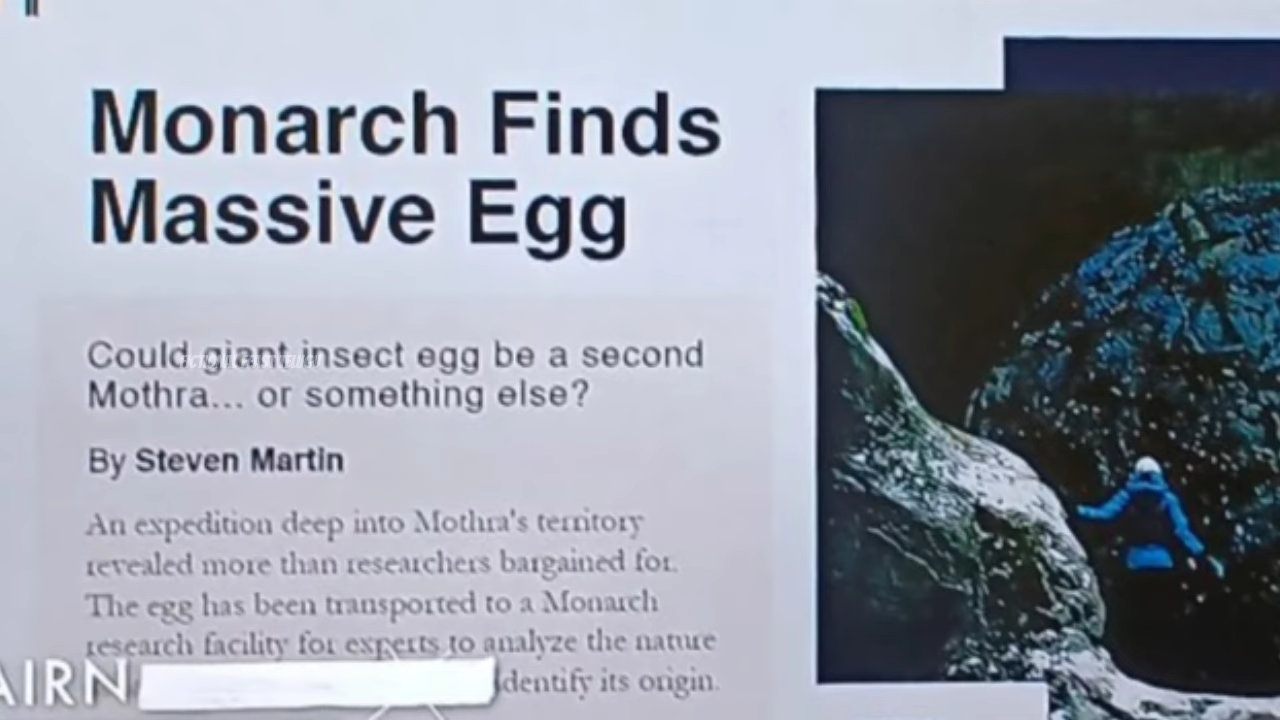 Monarch Finds
Massive Egg
Could giant insect egg be a second
Mothra... or something else?
By Steven Martin
An expedition deep into Mothra's territory
revealed more than researchers bargained for.
The egg has been transported to a Monarch
research facility for experts to analyze the nature
identify its origin.
AIRN